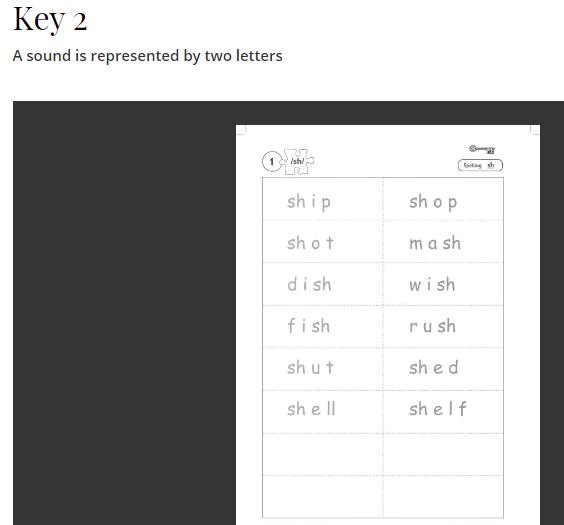 Key 2
A sound is represented by two letters
1 /sh/
Spelling sh
sh i p sh o p
sh o t m a sh
d i sh w i sh
f i sh r u sh
sh u t sh e d
sh e ll sh e l f